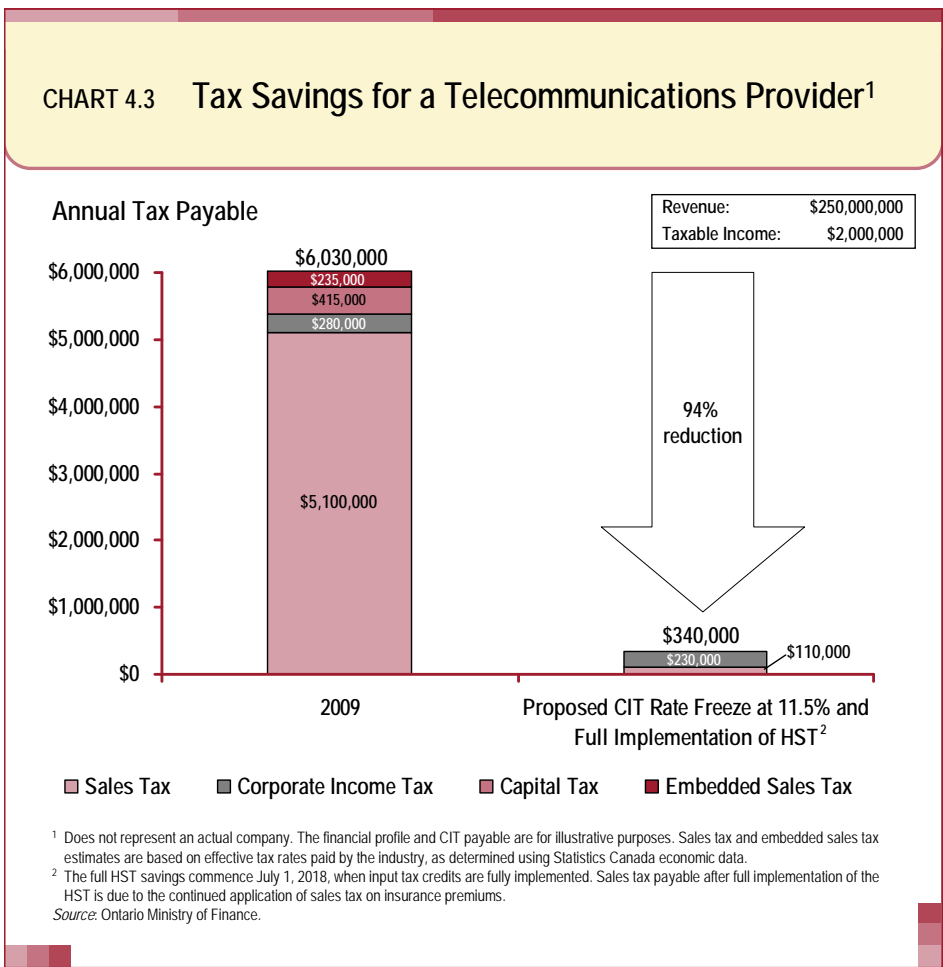 CHART 4.3 Tax Savings for a Telecommunications Provider1
Annual Tax Payable
Revenue: $250,000,000
Taxable Income: $2,000,000
$6,030,000
$6,000,000
$235,000
$415,000
$280,000
$5,000,000
$4,000,000
94%
reduction
$3,000,000
$5,100,000
$2,000,000
$1,000,000
$340,000
$230,000
$110,000
$0
2009
Proposed CIT Rate Freeze at 11.5% and
Full Implementation of HST2
Sales Tax Corporate Income Tax Capital Tax Embedded Sales Tax
1 Does not represent an actual company. The financial profile and CIT payable are for illustrative purposes. Sales tax and embedded sales tax
estimates are based on effective tax rates paid by the industry, as determined using Statistics Canada economic data.
2 The full HST savings commence July 1, 2018, when input tax credits are fully implemented. Sales tax payable after full implementation of the
HST is due to the continued application of sales tax on insurance premiums.
Source: Ontario Ministry of Finance.